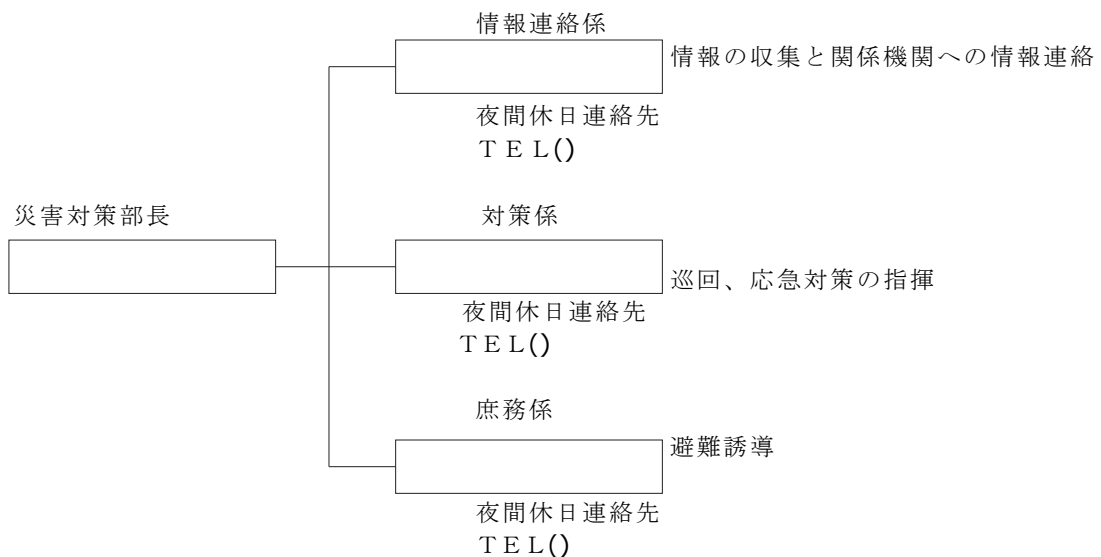 情報連絡係
情報の収集と関係機関への情報連絡
夜間休日連絡先
ＴＥＬ()
災害対策部長
対策係
巡回、応急対策の指揮
夜間休日連絡先
ＴＥＬ()
庶務係
避難誘導
夜間休日連絡先
ＴＥＬ()